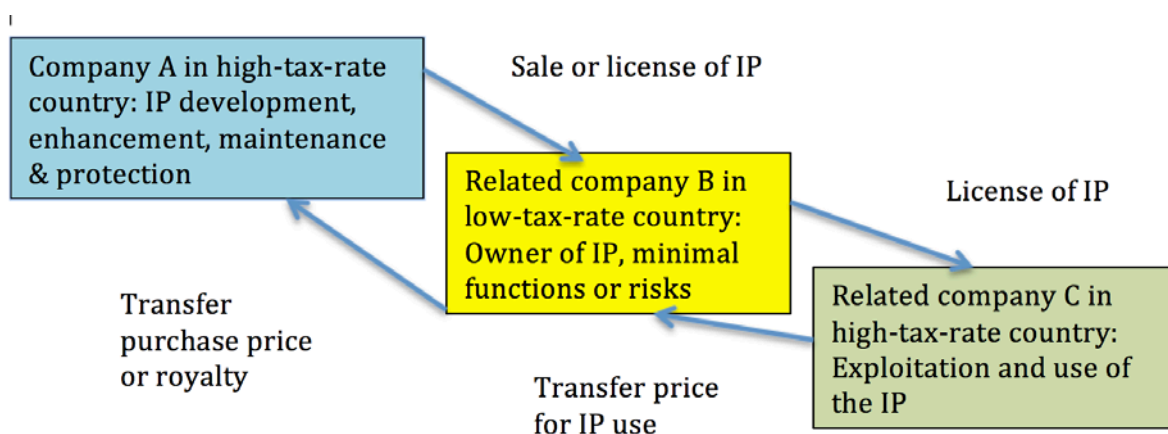 Company A in high-tax-rate
country: IP development,
enhancement, maintenance
& protection
Sale or license of IP
Related company B in
low-tax-rate country:
Owner of IP, minimal
functions or risks
License of IP
Related company C in
high-tax-rate country:
Exploitation and use of
the IP
Transfer
purchase price
or royalty
Transfer price
for IP use